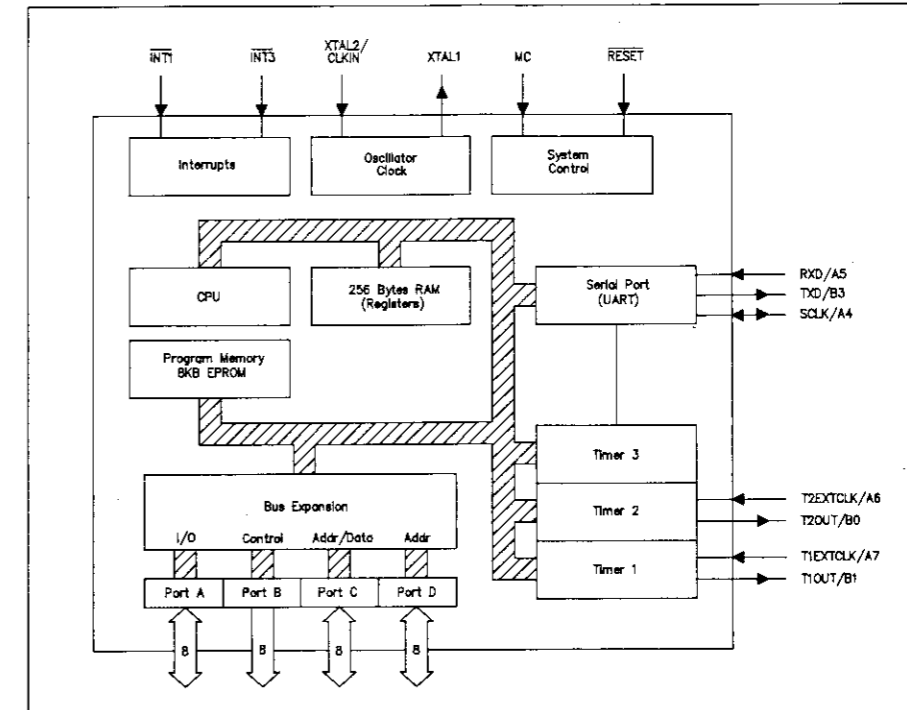 INT1
INT3
XTAL2/
CLKIN
XTAL1
MC
RESET
Interrupts
Oscillator
Clock
System
Control
CPU
256 Bytes RAM
(Registers)
Serial Port
(UART)
RXD/A5
TXD/B3
SCLK/A4
Program Memory
8KB EPROM
Timer 3
Bus Expansion
I/O
Control
Addr/Data
Addr
Timer 2
T2EXTCLK/A6
T2OUT/B0
Timer 1
T1EXTCLK/A7
T1OUT/B1
Port A
Port B
Port C
Port D
8
8
8
8